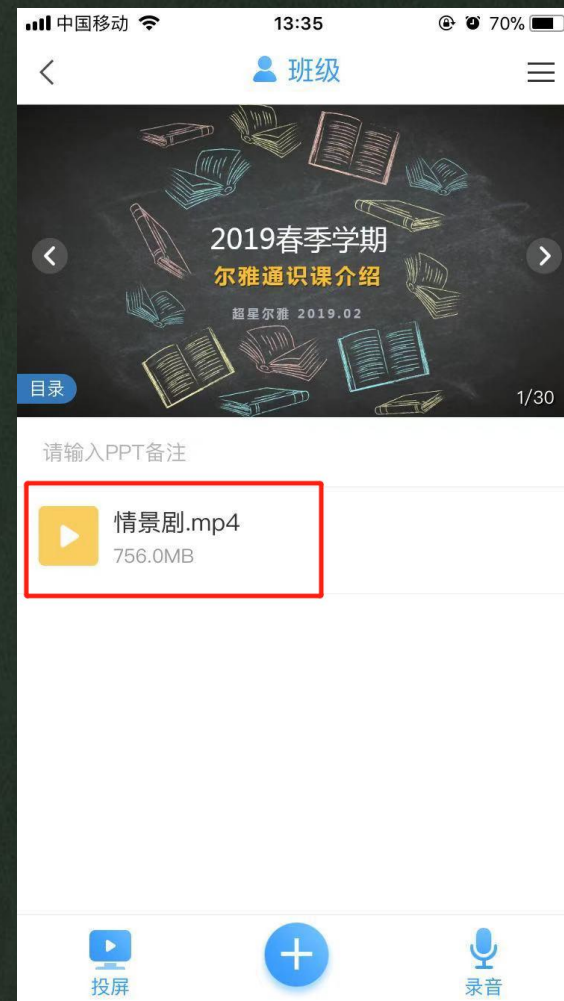 中国移动 13:35 70%
班级
2019春季学期
尔雅通识课介绍
超星尔雅 2019.02
目录
1/30
请输入PPT备注
情景剧.mp4
756.0MB
投屏
录音